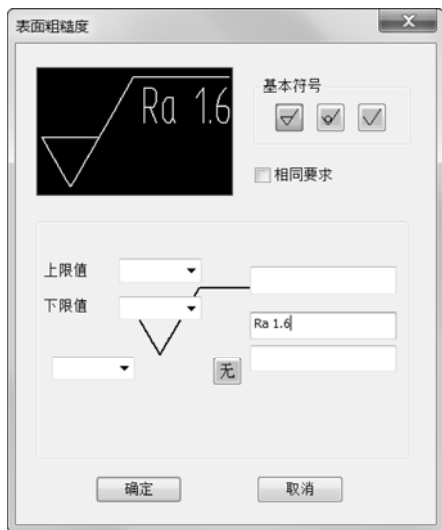 表面粗糙度
Ra 1.6
基本符号
相同要求
上限值
下限值
Ra 1.6
无
确定
取消